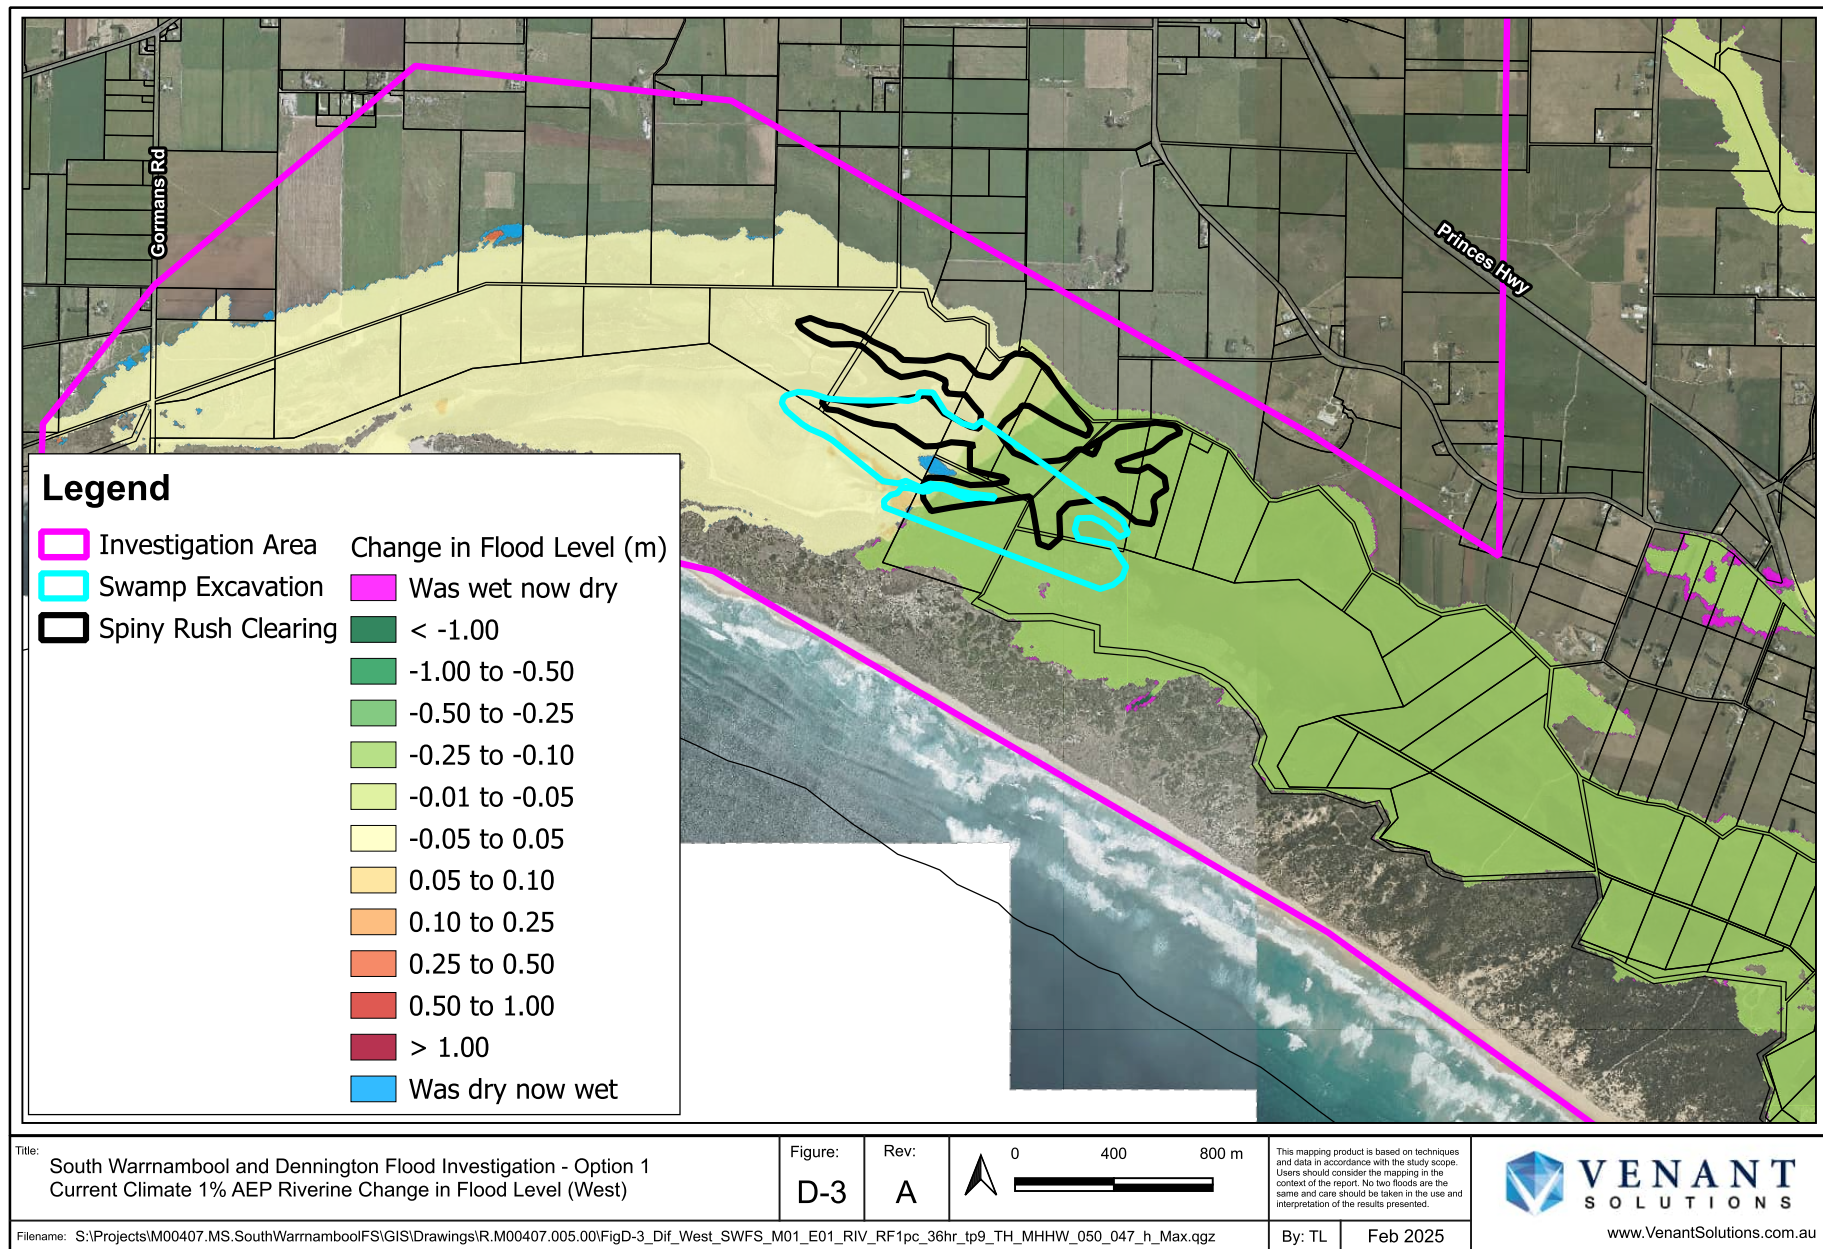 Gormans Rd
Princes Hwy
Legend
Investigation Area
Swamp Excavation
Spiny Rush Clearing
Change in Flood Level (m)
Was wet now dry
< -1.00
-1.00 to -0.50
-0.50 to -0.25
-0.25 to -0.10
-0.01 to -0.05
-0.05 to 0.05
0.05 to 0.10
0.10 to 0.25
0.25 to 0.50
0.50 to 1.00
> 1.00
Was dry now wet
Title:
South Warrnambool and Dennington Flood Investigation - Option 1
Current Climate 1% AEP Riverine Change in Flood Level (West)
Figure:
D-3
Rev:
A
0 400 800 m
This mapping product is based on techniques
and data in accordance with the study scope.
Users should consider the mapping in the
context of the report. No two floods are the
same and care should be taken in the use and
interpretation of the results presented.
VENANT
SOLUTIONS
www.VenantSolutions.com.au
Filename: S:\Projects\M00407.MS.SouthWarrnamboolFS\GIS\Drawings\R.M00407.005.00\FigD-3_Dif_West_SWFS_M01_E01_RIV_RF1pc_36hr_tp9_TH_MHHW_050_047_h_Max.qgz
By: TL
Feb 2025